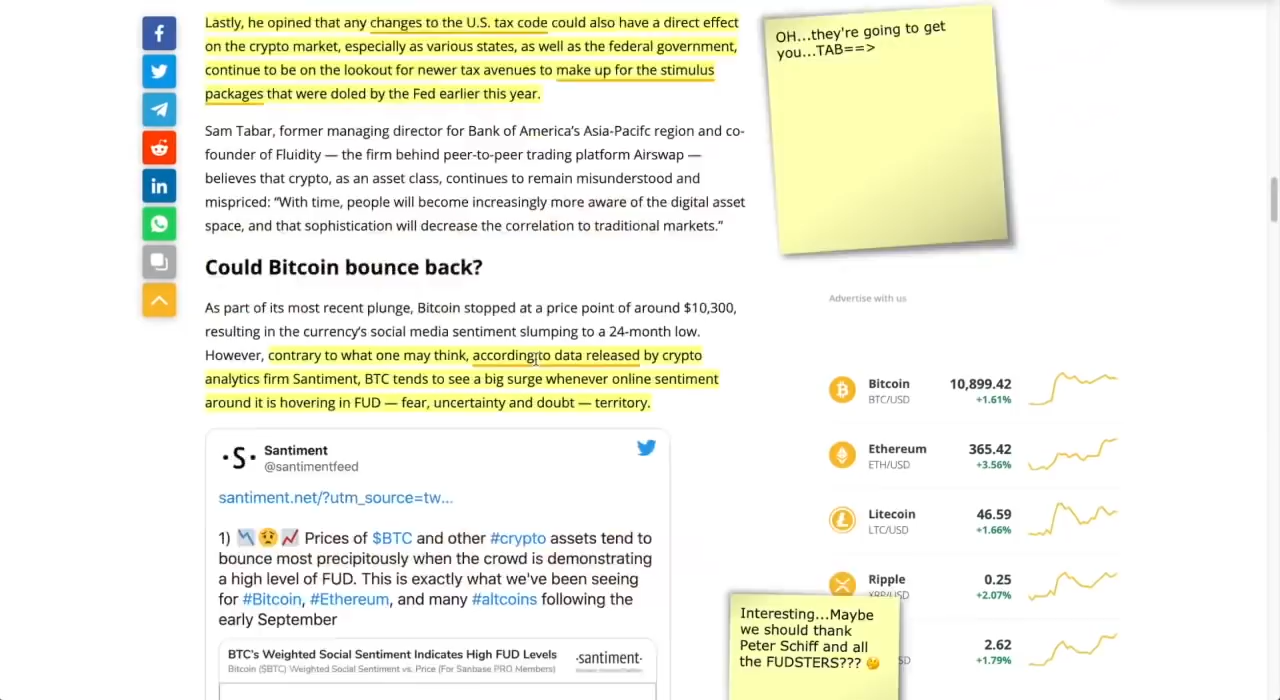 Lastly, he opined that any changes to the U.S. tax code could also have a direct effect
on the crypto market, especially as various states, as well as the federal government,
continue to be on the lookout for newer tax avenues to make up for the stimulus
packages that were doled by the Fed earlier this year.
OH...they're going to get
you...TAB==>
Sam Tabar, former managing director for Bank of America's Asia-Pacifc region and co-
founder of Fluidity — the firm behind peer-to-peer trading platform Airswap —
believes that crypto, as an asset class, continues to remain misunderstood and
mispriced: “With time, people will become increasingly more aware of the digital asset
space, and that sophistication will decrease the correlation to traditional markets.”
Could Bitcoin bounce back?
As part of its most recent plunge, Bitcoin stopped at a price point of around $10,300,
resulting in the currency's social media sentiment slumping to a 24-month low.
However, contrary to what one may think, according to data released by crypto
analytics firm Santiment, BTC tends to see a big surge whenever online sentiment
around it is hovering in FUD — fear, uncertainty and doubt — territory.
·S· Santiment
@santimentfeed
santiment.net/?utm_source=tw...
1) 📉😟📈 Prices of $BTC and other #crypto assets tend to
bounce most precipitously when the crowd is demonstrating
a high level of FUD. This is exactly what we've been seeing
for #Bitcoin, #Ethereum, and many #altcoins following the
early September
BTC's Weighted Social Sentiment Indicates High FUD Levels
Bitcoin ($BTC) Weighted Social Sentiment vs. Price (For Sanbase PRO Members)
·santiment·
Advertise with us
Bitcoin 10,899.42
BTC/USD +1.61%
Ethereum 365.42
ETH/USD +3.56%
Litecoin 46.59
LTC/USD +1.66%
Ripple 0.25
XRP/USD +2.07%
2.62
SD +1.79%
Interesting...Maybe
we should thank
Peter Schiff and all
the FUDSTERS??? 🤔